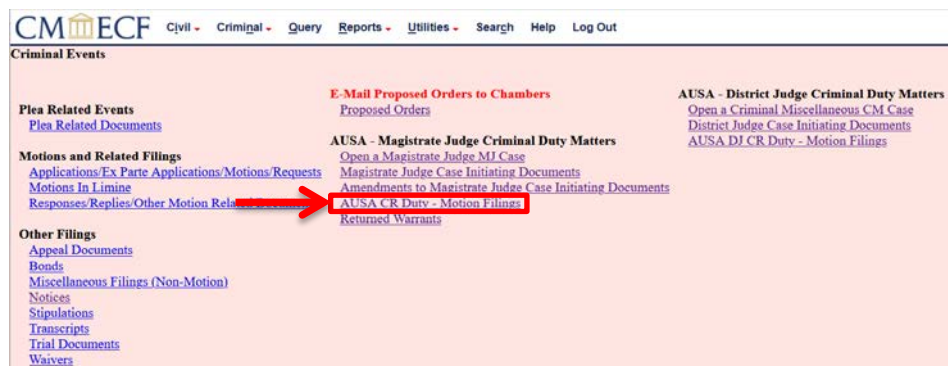 CM ECF Civil Criminal Query Reports Utilities Search Help Log Out
Criminal Events
Plea Related Events
Plea Related Documents
Motions and Related Filings
Applications/Ex Parte Applications/Motions/Requests
Motions In Limine
Responses/Replies/Other Motion
Other Filings
Appeal Documents
Bonds
Miscellaneous Filings (Non-Motion)
Notices
Stipulations
Transcripts
Trial Documents
Waivers
E-Mail Proposed Orders to Chambers
Proposed Orders
AUSA - Magistrate Judge Criminal Duty Matters
Open a Magistrate Judge MJ Case
Magistrate Judge Case Initiating Documents
Amendments to Magistrate Judge Case Initiating Documents
AUSA CR Duty - Motion Filings
Returned Warrants
AUSA - District Judge Criminal Duty Matters
Open a Criminal Miscellaneous CM Case
District Judge Case Initiating Documents
AUSA DJ CR Duty - Motion Filings